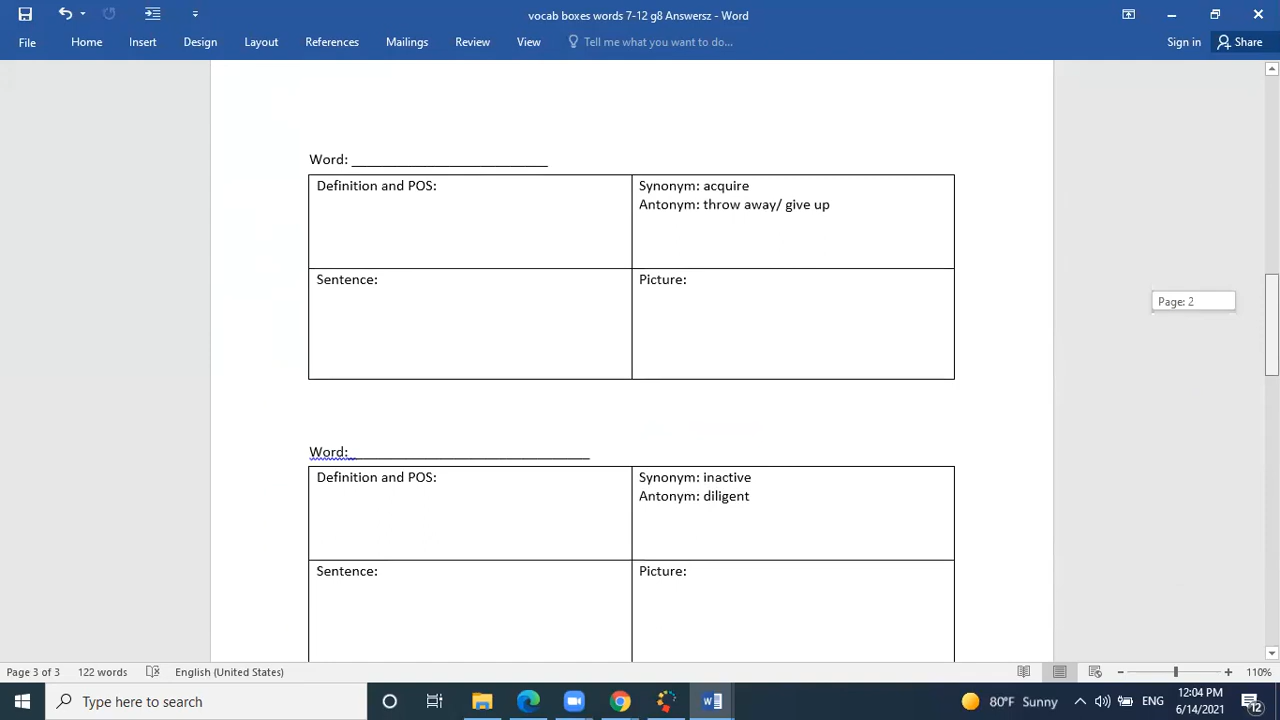 vocab boxes words 7-12 g8 Answersz - Word
File Home Insert Design Layout References Mailings Review View Tell me what you want to do... Sign in Share
Word: ____________________________
Definition and POS:
Synonym: acquire
Antonym: throw away/ give up
Sentence:
Picture:
Page: 2
Word:__________________________________
Definition and POS:
Synonym: inactive
Antonym: diligent
Sentence:
Picture:
Page 3 of 3 122 words English (United States) 110%
Type here to search
80°F Sunny
ENG
12:04 PM
6/14/2021
12